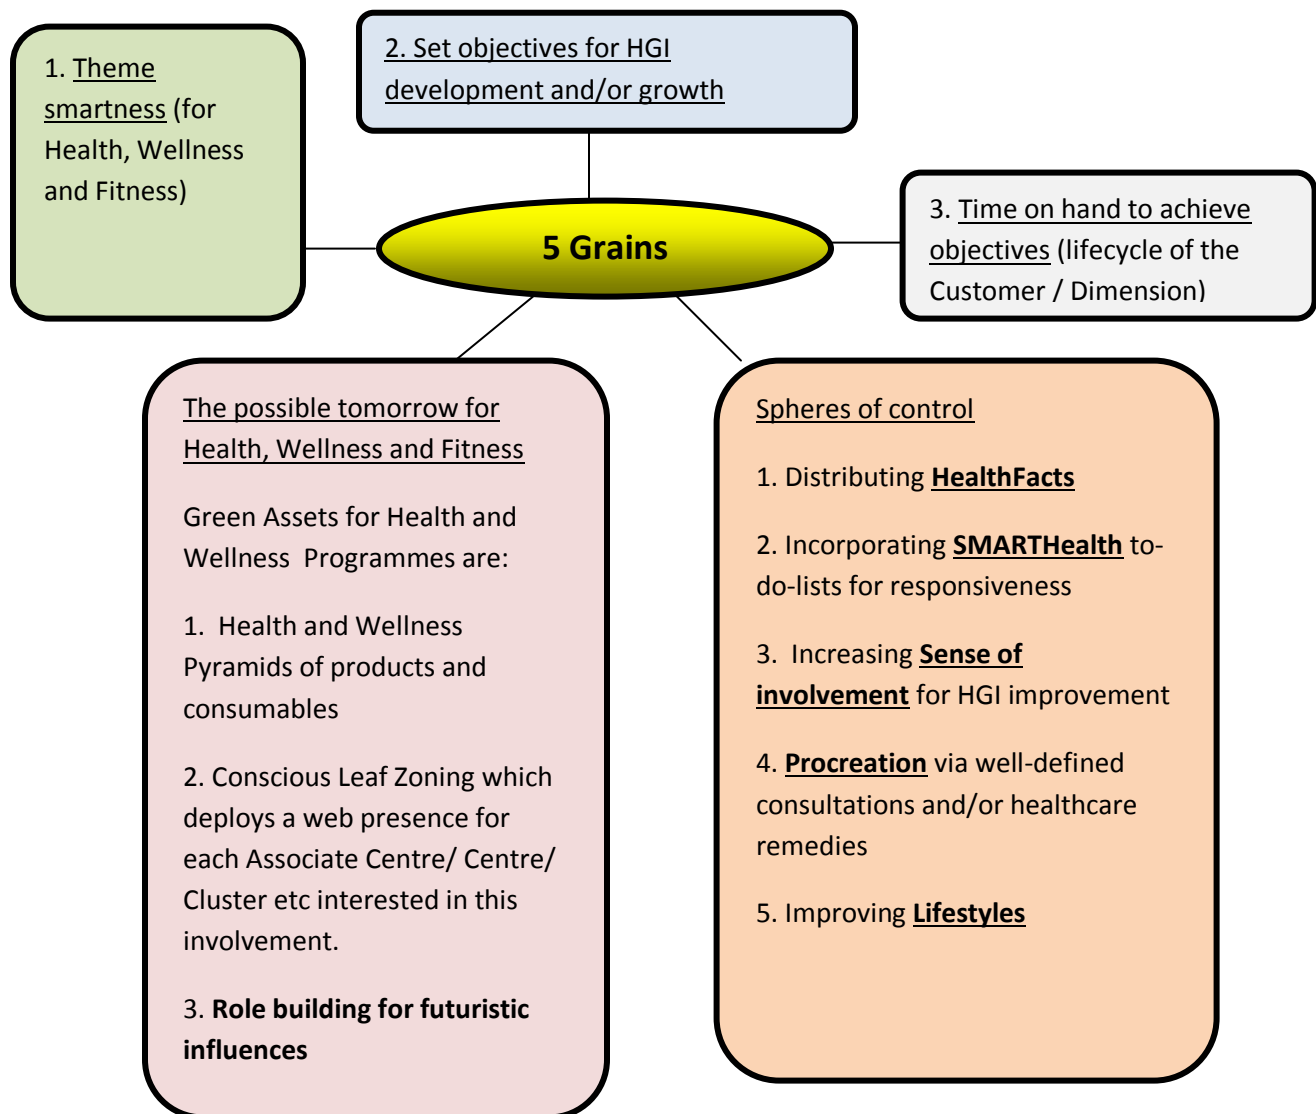 1. Theme
smartness (for
Health, Wellness
and Fitness)
2. Set objectives for HGI
development and/or growth
3. Time on hand to achieve
objectives (lifecycle of the
Customer / Dimension)
5 Grains
The possible tomorrow for
Health, Wellness and Fitness
Green Assets for Health and
Wellness Programmes are:
1. Health and Wellness
Pyramids of products and
consumables
2. Conscious Leaf Zoning which
deploys a web presence for
each Associate Centre/ Centre/
Cluster etc interested in this
involvement.
3. Role building for futuristic
influences
Spheres of control
1. Distributing HealthFacts
2. Incorporating SMARTHealth to-
do-lists for responsiveness
3. Increasing Sense of
involvement for HGI improvement
4. Procreation via well-defined
consultations and/or healthcare
remedies
5. Improving Lifestyles